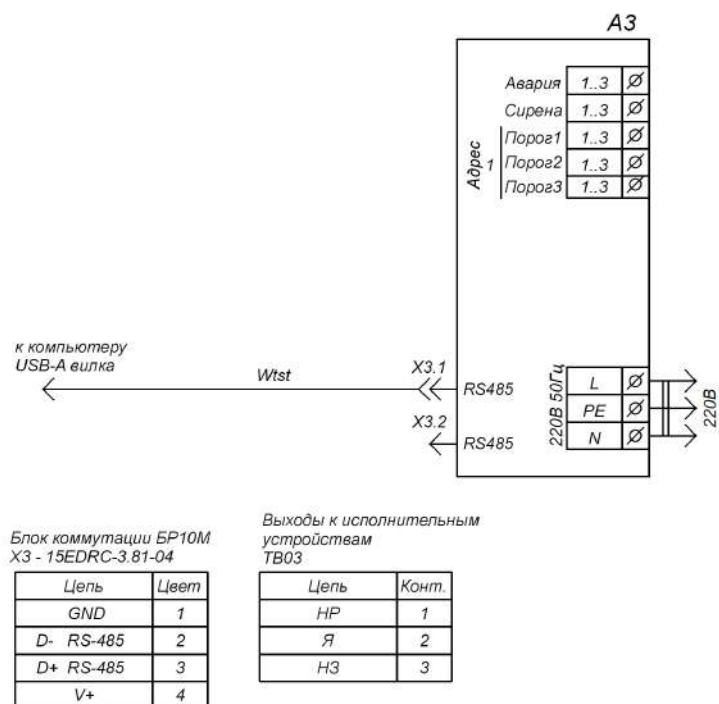 А3
Авария 1..3
Сирена 1..3
Адрес 1
Порог1 1..3
Порог2 1..3
Порог3 1..3
к компьютеру
USB-A вилка
Wtst
X3.1
RS485
X3.2
RS485
220В 50Гц
L
PE
N
220В
Блок коммутации БР10М
X3 - 15EDRC-3.81-04
Цепь Цвет
GND 1
D- RS-485 2
D+ RS-485 3
V+ 4
Выходы к исполнительным
устройствам
ТВ03
Цепь Конт.
НР 1
Я 2
НЗ 3